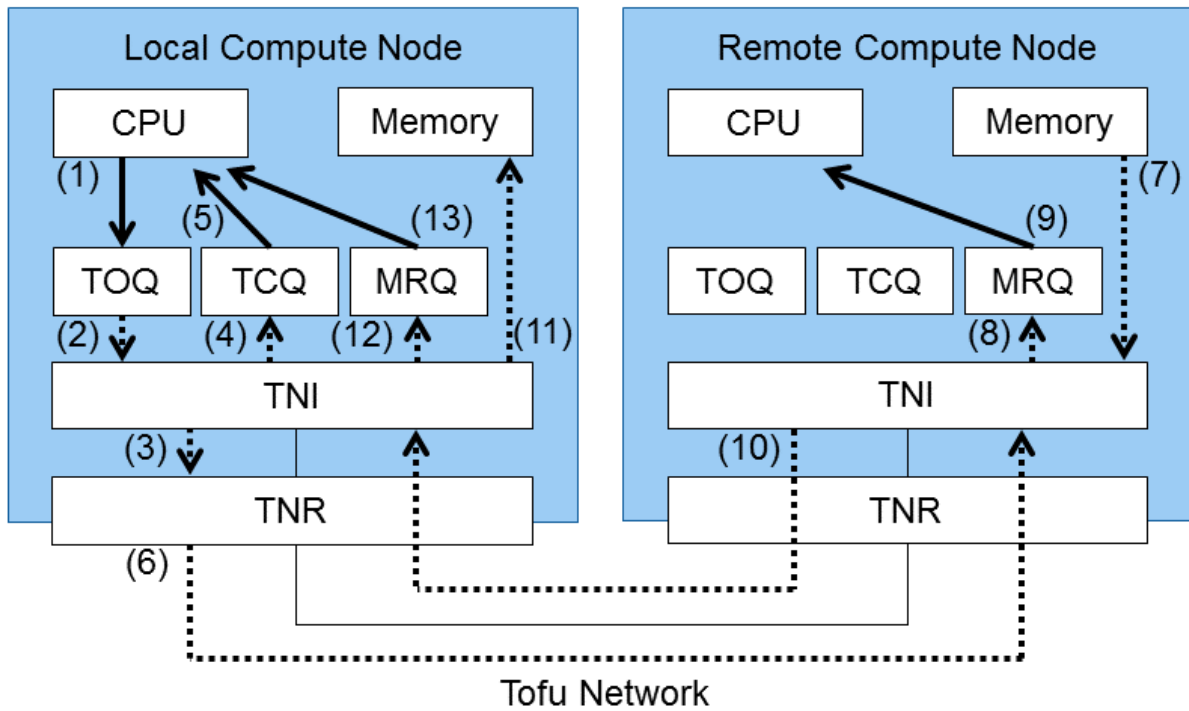 Local Compute Node
CPU
Memory
(1)
(5)
(13)
TOQ
TCQ
MRQ
(2)
(4)
(12)
(11)
TNI
(3)
TNR
(6)
Remote Compute Node
CPU
Memory
(7)
(9)
TOQ
TCQ
MRQ
(8)
TNI
(10)
TNR
Tofu Network